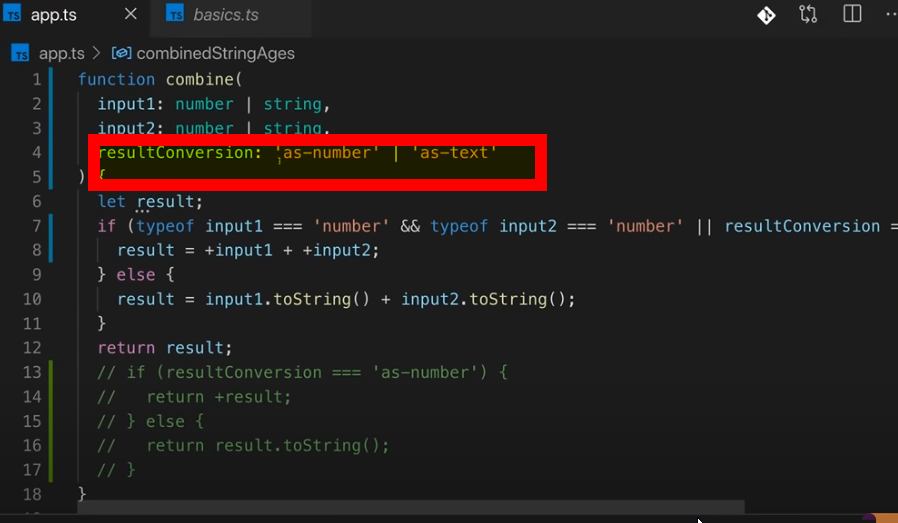 TS app.ts × TS basics.ts
TS app.ts > combinedStringAges
1 function combine(
2 input1: number | string,
3 input2: number | string,
4 resultConversion: 'as-number' | 'as-text'
5 ) {
6 let result;
7 if (typeof input1 === 'number' && typeof input2 === 'number' || resultConversion =
8 result = +input1 + +input2;
9 } else {
10 result = input1.toString() + input2.toString();
11 }
12 return result;
13 // if (resultConversion === 'as-number') {
14 // return +result;
15 // } else {
16 // return result.toString();
17 // }
18 }